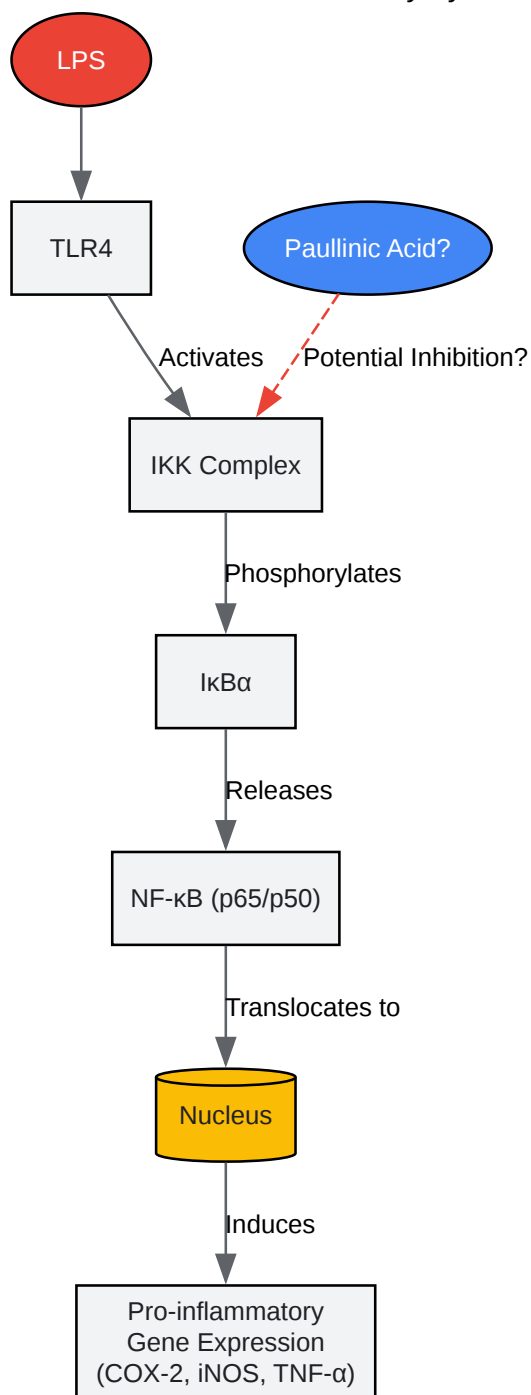 LPS
TLR4
Paullinic Acid?
Activates
Potential Inhibition?
IKK Complex
Phosphorylates
IκBα
Releases
NF-κB (p65/p50)
Translocates to
Nucleus
Induces
Pro-inflammatory
Gene Expression
(COX-2, iNOS, TNF-α)